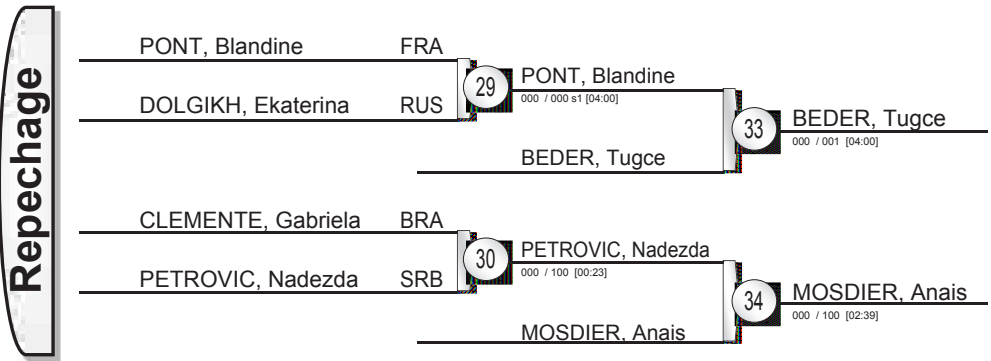 Repechage
PONT, Blandine FRA
DOLGIKH, Ekaterina RUS
29
PONT, Blandine
000 / 000 s1 [04:00]
BEDER, Tugce
33
BEDER, Tugce
000 / 001 [04:00]
CLEMENTE, Gabriela BRA
PETROVIC, Nadezda SRB
30
PETROVIC, Nadezda
000 / 100 [00:23]
MOSDIER, Anais
34
MOSDIER, Anais
000 / 100 [02:39]